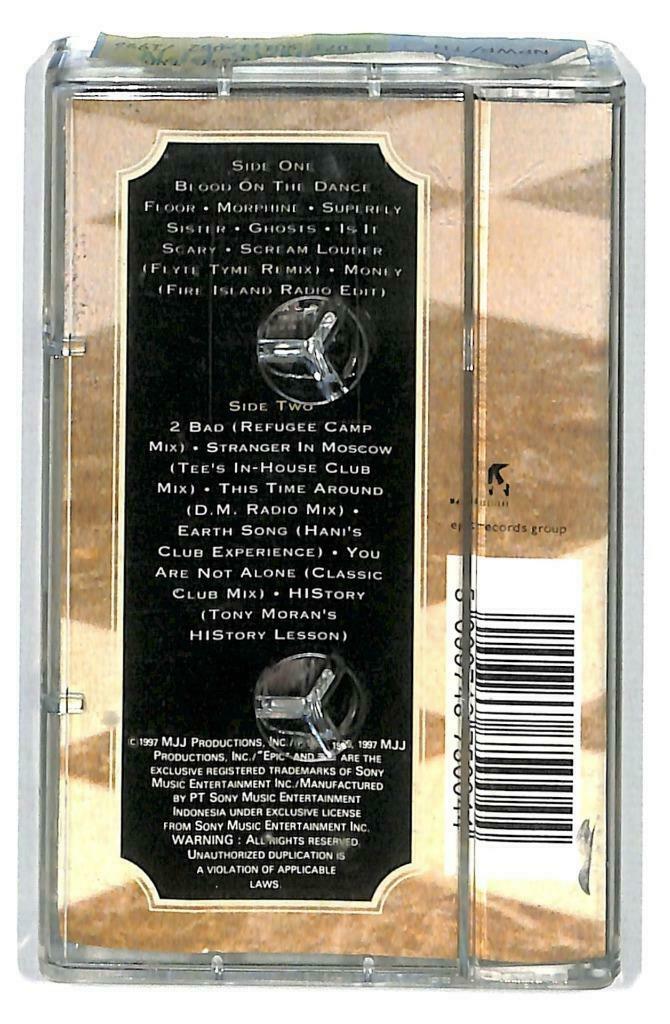 SIDE ONE
BLOOD ON THE DANCE
FLOOR • MORPHINE • SUPERFLY
SISTER • GHOSTS • IS IT
SCARY • SCREAM LOUDER
(FLYTE TYME REMIX) • MONEY
(FIRE ISLAND RADIO EDIT)
SIDE TWO
2 BAD (REFUGEE CAMP
MIX) • STRANGER IN MOSCOW
(TEE'S IN-HOUSE CLUB
MIX) • THIS TIME AROUND
(D.M. RADIO MIX) •
EARTH SONG (HANI'S
CLUB EXPERIENCE) • YOU
ARE NOT ALONE (CLASSIC
CLUB MIX) • HISTORY
(TONY MORAN'S
HISTORY LESSON)
© 1997 MJJ PRODUCTIONS, INC./ 1997 MJJ
PRODUCTIONS, INC./"EPIC" AND ARE THE
EXCLUSIVE REGISTERED TRADEMARKS OF SONY
MUSIC ENTERTAINMENT INC./MANUFACTURED
BY PT SONY MUSIC ENTERTAINMENT
INDONESIA UNDER EXCLUSIVE LICENSE
FROM SONY MUSIC ENTERTAINMENT INC.
WARNING : ALL RIGHTS RESERVED.
UNAUTHORIZED DUPLICATION IS
A VIOLATION OF APPLICABLE
LAWS.
records group